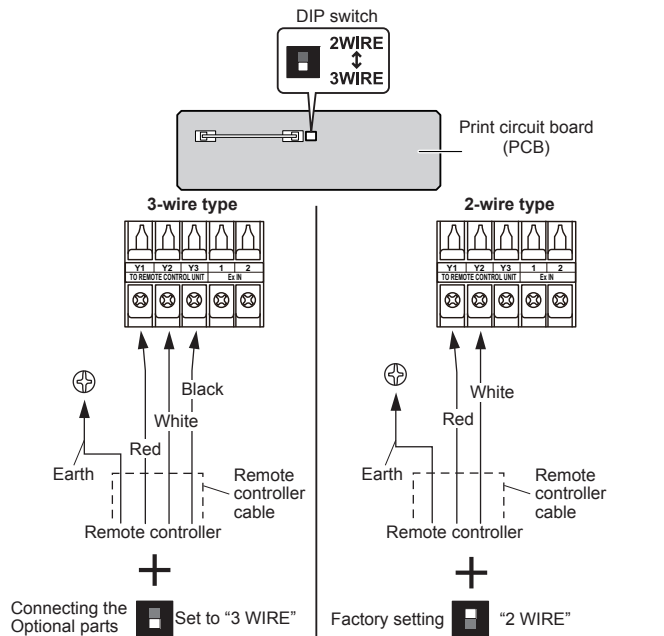 DIP switch
2WIRE
3WIRE
Print circuit board
(PCB)
3-wire type
Y1 Y2 Y3 1 2
TO REMOTE CONTROL UNIT Ex IN
Black
White
Red
Earth
Remote
controller
cable
Remote controller
+
Connecting the
Optional parts
Set to “3 WIRE”
2-wire type
Y1 Y2 Y3 1 2
TO REMOTE CONTROL UNIT Ex IN
White
Red
Earth
Remote
controller
cable
Remote controller
+
Factory setting
“2 WIRE”